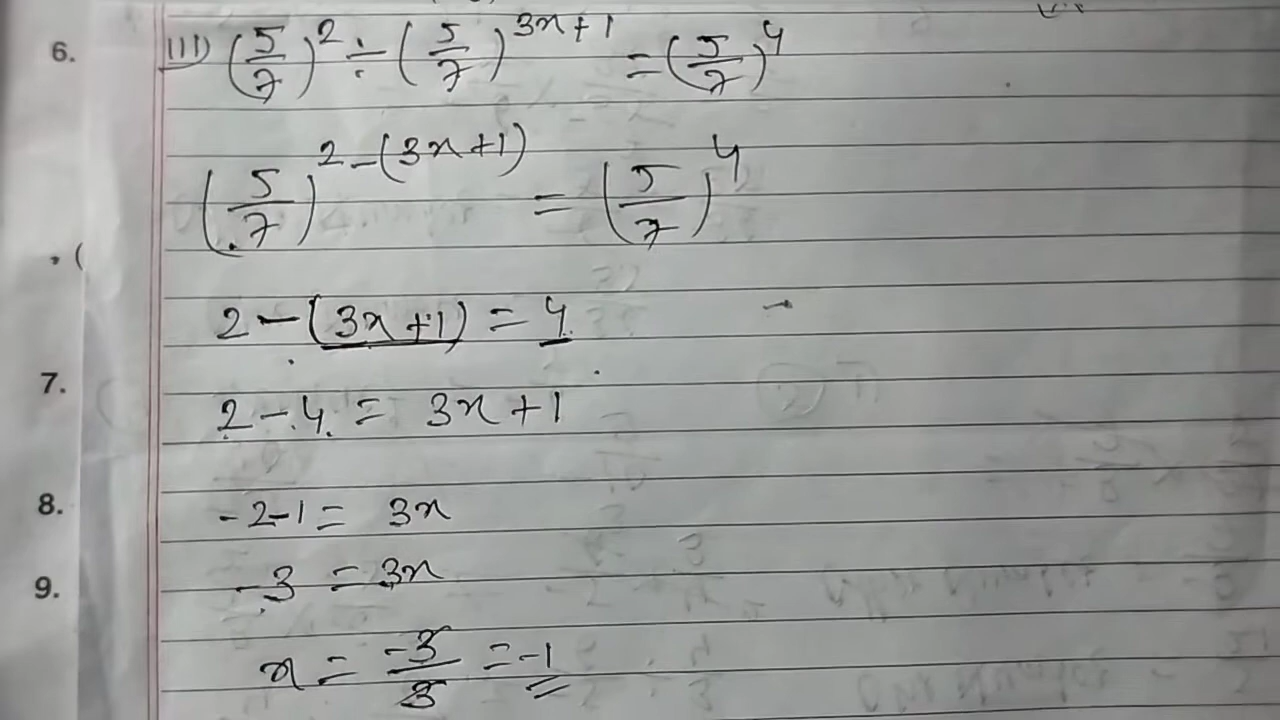 6. III) (5/7)^2 ÷ (5/7)^{3x+1} = (5/7)^4
(5/7)^{2-(3x+1)} = (5/7)^4
2 - (3x+1) = 4
7. 2 - 4 = 3x + 1
8. -2-1 = 3x
9. -3 = 3x
x = -3/3 = -1